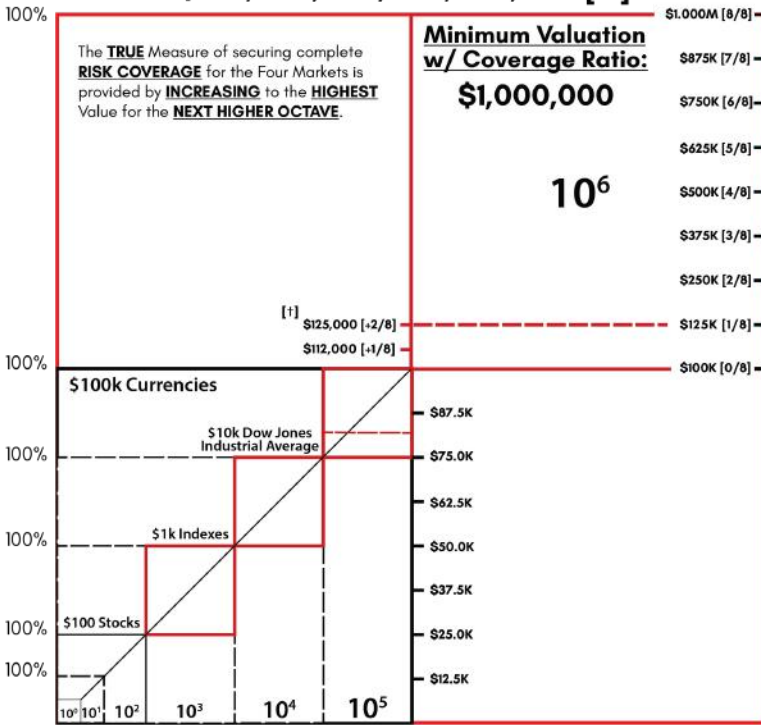 100%
$1.000M [8/8]
The TRUE Measure of securing complete
RISK COVERAGE for the Four Markets is
provided by INCREASING to the HIGHEST
Value for the NEXT HIGHER OCTAVE.
Minimum Valuation
w/ Coverage Ratio:
$1,000,000
10⁶
$875K [7/8]
$750K [6/8]
$625K [5/8]
$500K [4/8]
$375K [3/8]
$250K [2/8]
[†]
$125,000 [+2/8]
$125K [1/8]
$112,000 [+1/8]
100%
$100K [0/8]
$100k Currencies
$87.5K
$10k Dow Jones
Industrial Average
100%
$75.0K
$62.5K
100%
$1k Indexes
$50.0K
$37.5K
100%
$100 Stocks
$25.0K
100%
$12.5K
10⁰ 10¹ 10² 10³ 10⁴ 10⁵